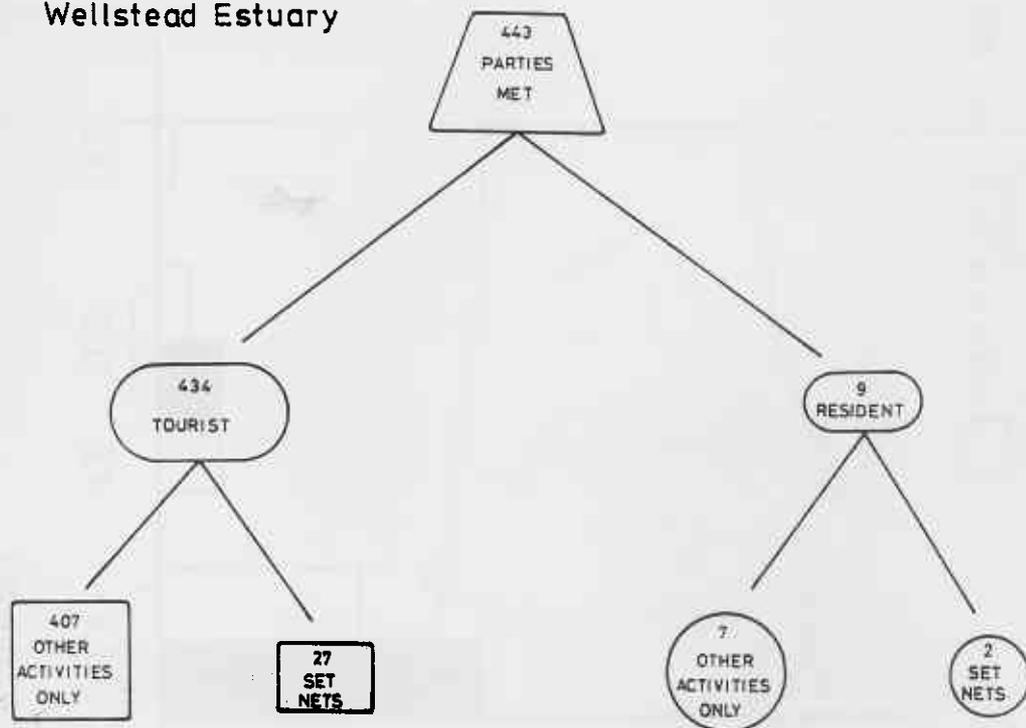 Wellstead Estuary
443
PARTIES
MET
434
TOURIST
9
RESIDENT
407
OTHER
ACTIVITIES
ONLY
27
SET
NETS
7
OTHER
ACTIVITIES
ONLY
2
SET
NETS